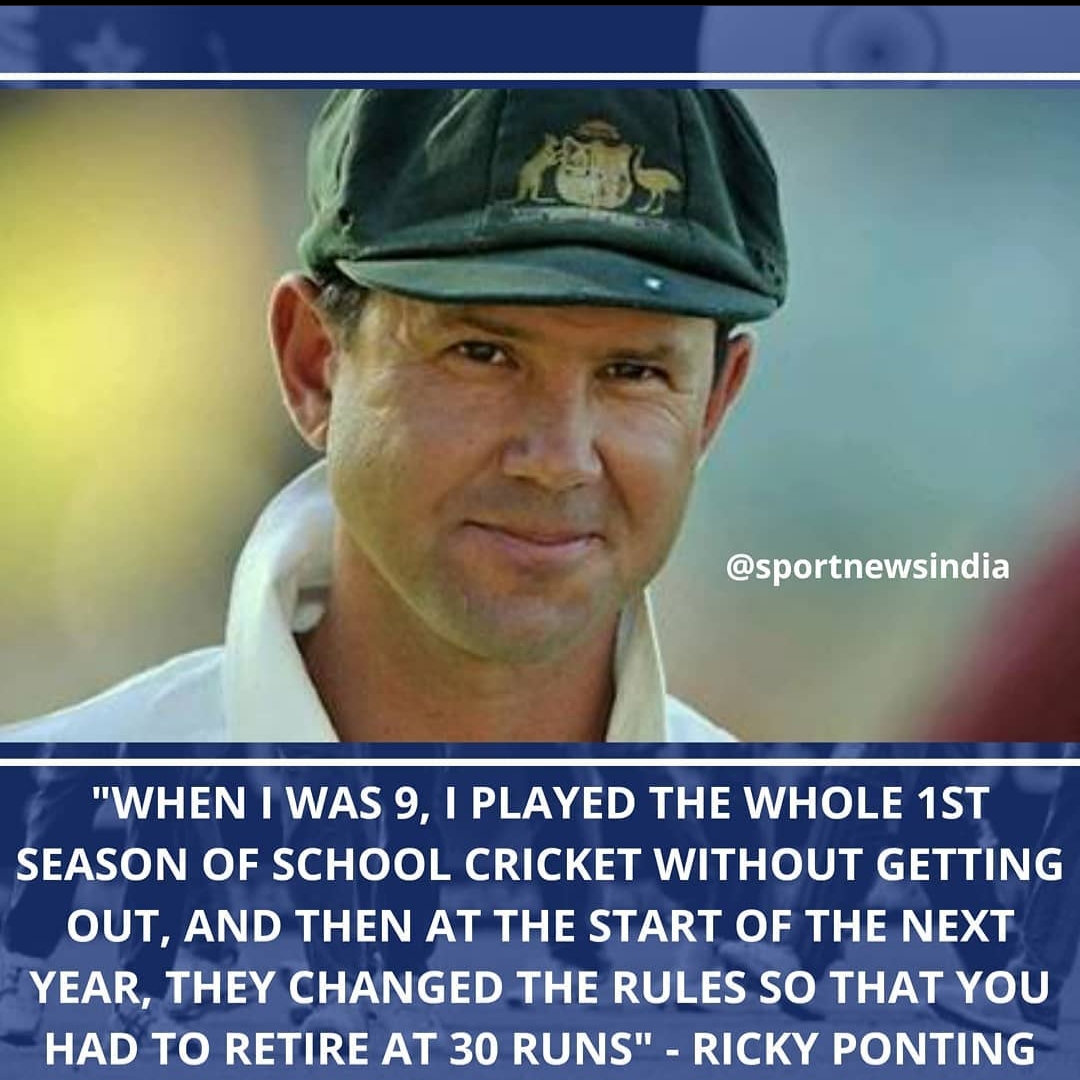 @sportnewsindia
"WHEN I WAS 9, I PLAYED THE WHOLE 1ST
SEASON OF SCHOOL CRICKET WITHOUT GETTING
OUT, AND THEN AT THE START OF THE NEXT
YEAR, THEY CHANGED THE RULES SO THAT YOU
HAD TO RETIRE AT 30 RUNS" - RICKY PONTING